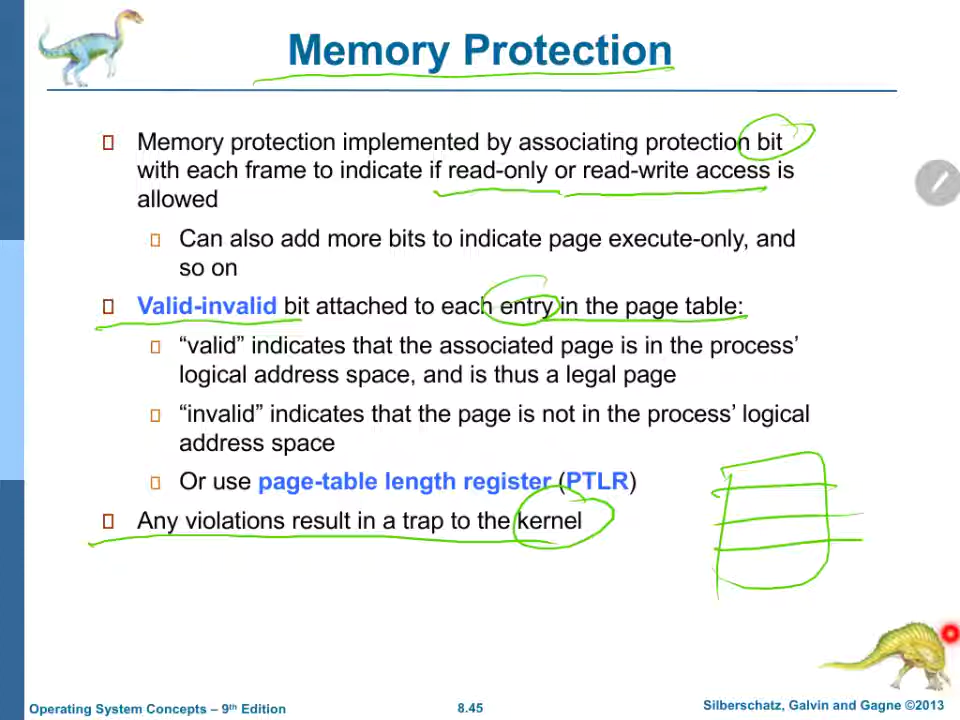 Memory Protection
Memory protection implemented by associating protection bit
with each frame to indicate if read-only or read-write access is
allowed
Can also add more bits to indicate page execute-only, and
so on
Valid-invalid bit attached to each entry in the page table:
“valid” indicates that the associated page is in the process’
logical address space, and is thus a legal page
“invalid” indicates that the page is not in the process’ logical
address space
Or use page-table length register (PTLR)
Any violations result in a trap to the kernel
Operating System Concepts – 9th Edition
8.45
Silberschatz, Galvin and Gagne ©2013